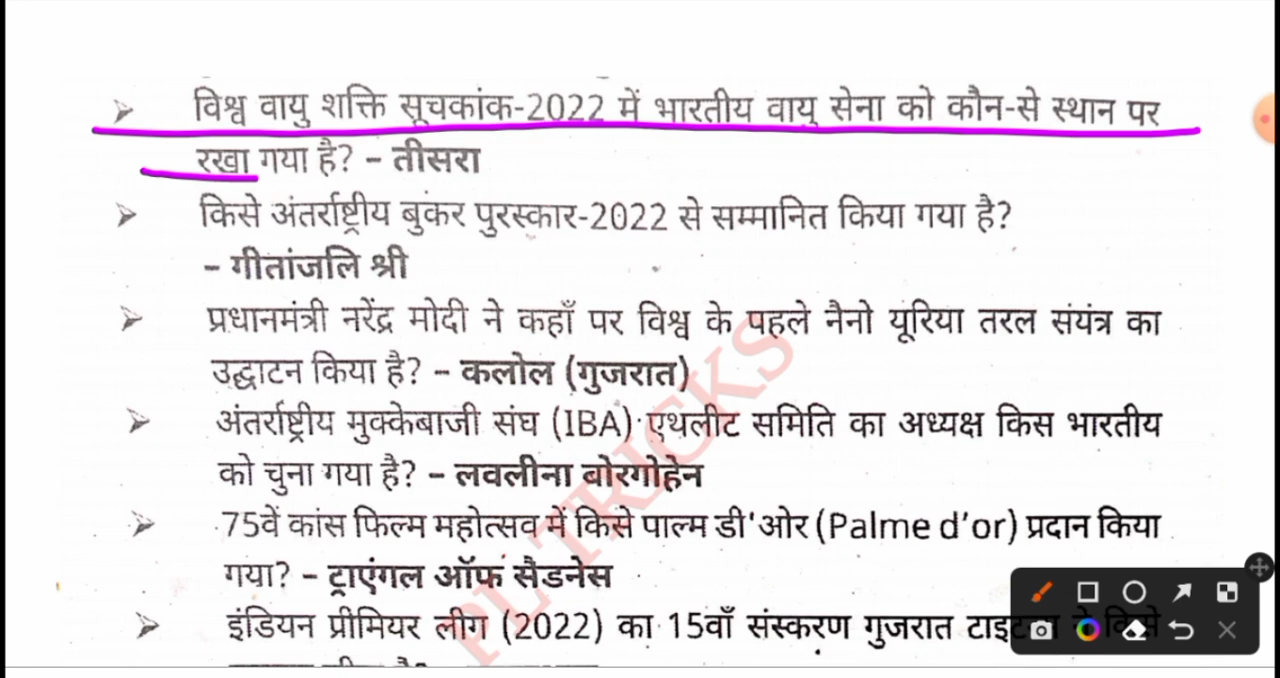 विश्व वायु शक्ति सूचकांक-2022 में भारतीय वायु सेना को कौन-से स्थान पर
रखा गया है? – तीसरा
किसे अंतर्राष्ट्रीय बुकर पुरस्कार-2022 से सम्मानित किया गया है?
– गीतांजलि श्री
प्रधानमंत्री नरेंद्र मोदी ने कहाँ पर विश्व के पहले नैनो यूरिया तरल संयंत्र का
उद्घाटन किया है? – कलोल (गुजरात)
अंतर्राष्ट्रीय मुक्केबाजी संघ (IBA) एथलीट समिति का अध्यक्ष किस भारतीय
को चुना गया है? – लवलीना बोरगोहेन
75वें कांस फिल्म महोत्सव में किसे पाल्म डी'ओर (Palme d'or) प्रदान किया
गया? – ट्राएंगल ऑफ सैडनेस
इंडियन प्रीमियर लीग (2022) का 15वाँ संस्करण गुजरात
PL TRICKS